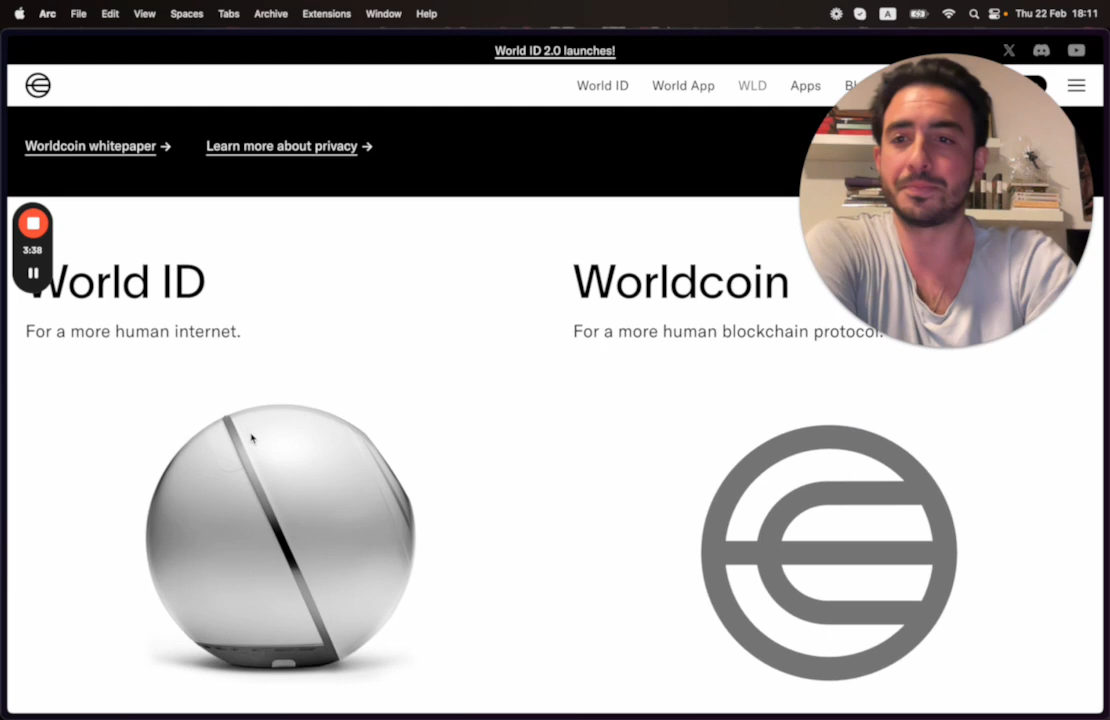 Arc File Edit View Spaces Tabs Archive Extensions Window Help A Thu 22 Feb 18:11
World ID 2.0 launches!
World ID World App WLD Apps
Worldcoin whitepaper → Learn more about privacy →
3:38
World ID
For a more human internet.
Worldcoin
For a more human blockchain protocol.